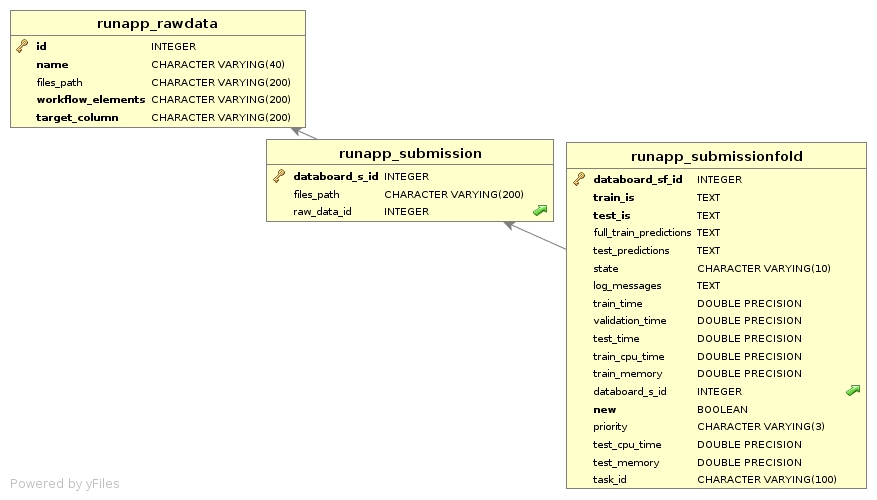 runapp_rawdata
id INTEGER
name CHARACTER VARYING(40)
files_path CHARACTER VARYING(200)
workflow_elements CHARACTER VARYING(200)
target_column CHARACTER VARYING(200)
runapp_submission
databoard_s_id INTEGER
files_path CHARACTER VARYING(200)
raw_data_id INTEGER
runapp_submissionfold
databoard_sf_id INTEGER
train_is TEXT
test_is TEXT
full_train_predictions TEXT
test_predictions TEXT
state CHARACTER VARYING(10)
log_messages TEXT
train_time DOUBLE PRECISION
validation_time DOUBLE PRECISION
test_time DOUBLE PRECISION
train_cpu_time DOUBLE PRECISION
train_memory DOUBLE PRECISION
databoard_s_id INTEGER
new BOOLEAN
priority CHARACTER VARYING(3)
test_cpu_time DOUBLE PRECISION
test_memory DOUBLE PRECISION
task_id CHARACTER VARYING(100)
Powered by yFiles